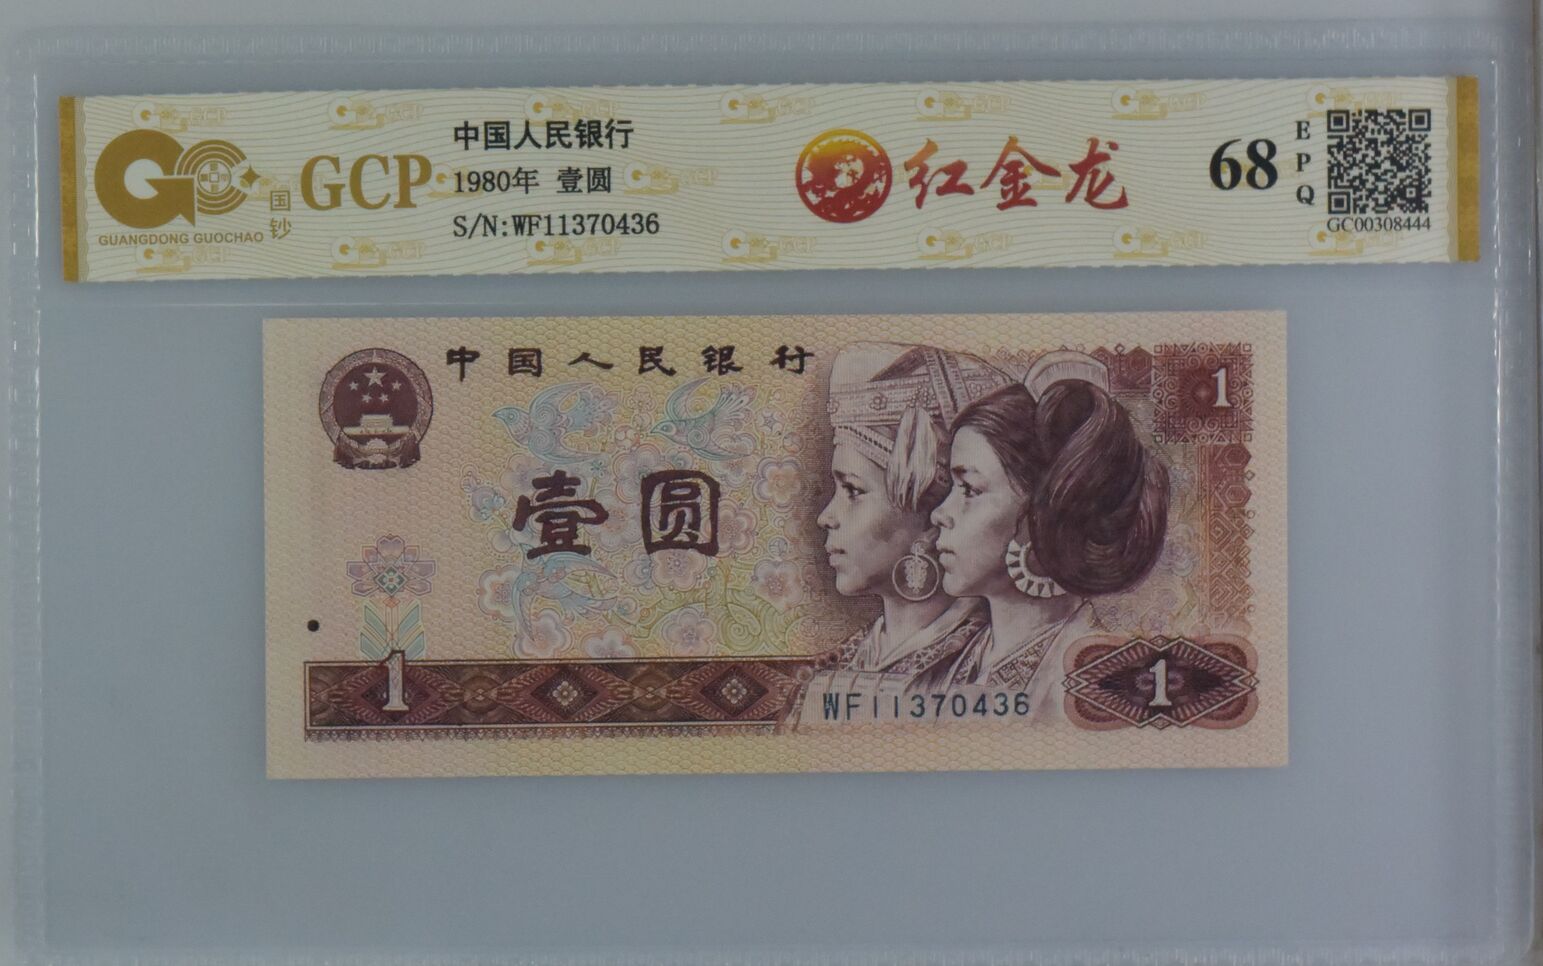 GUANGDONG GUOCHAO
国钞
GCP
中国人民银行
1980年 壹圆
S/N:WF11370436
红金龙
68
EPQ
GC00308444
中国人民银行
1
壹圆
1
WF11370436
1